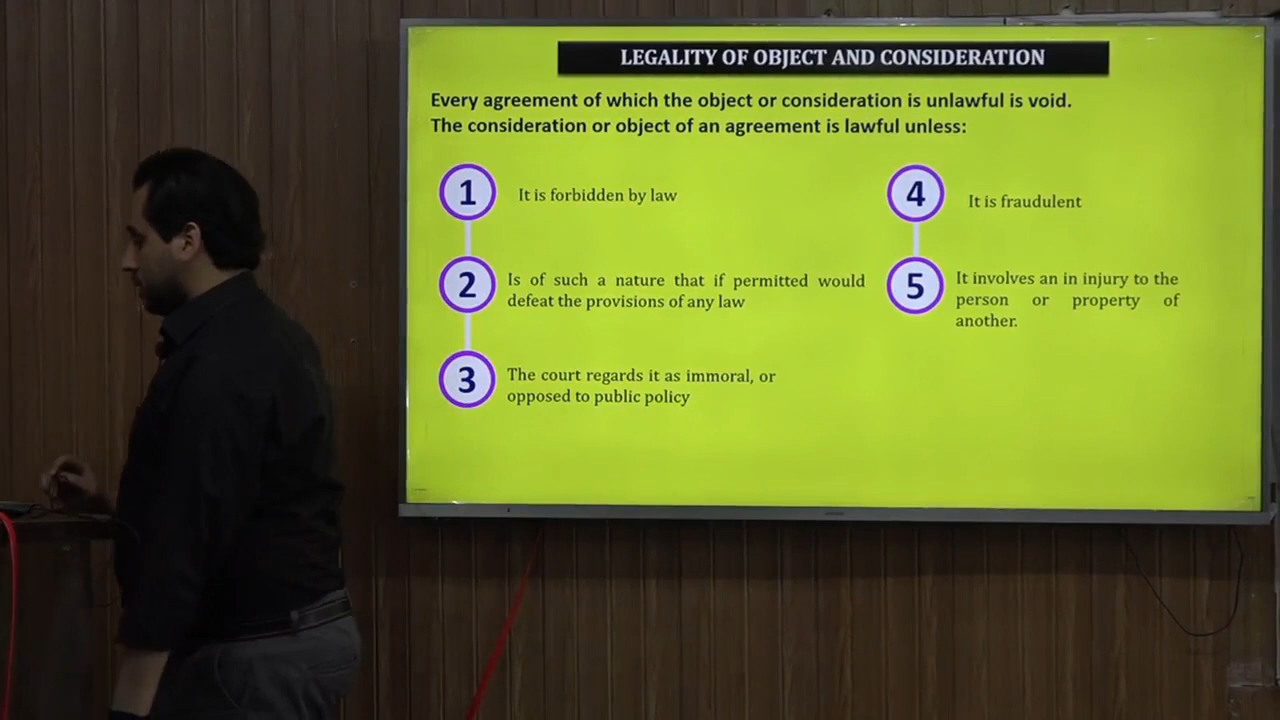 LEGALITY OF OBJECT AND CONSIDERATION
Every agreement of which the object or consideration is unlawful is void.
The consideration or object of an agreement is lawful unless:
1
It is forbidden by law
2
Is of such a nature that if permitted would
defeat the provisions of any law
3
The court regards it as immoral, or
opposed to public policy
4
It is fraudulent
5
It involves an in injury to the
person or property of
another.